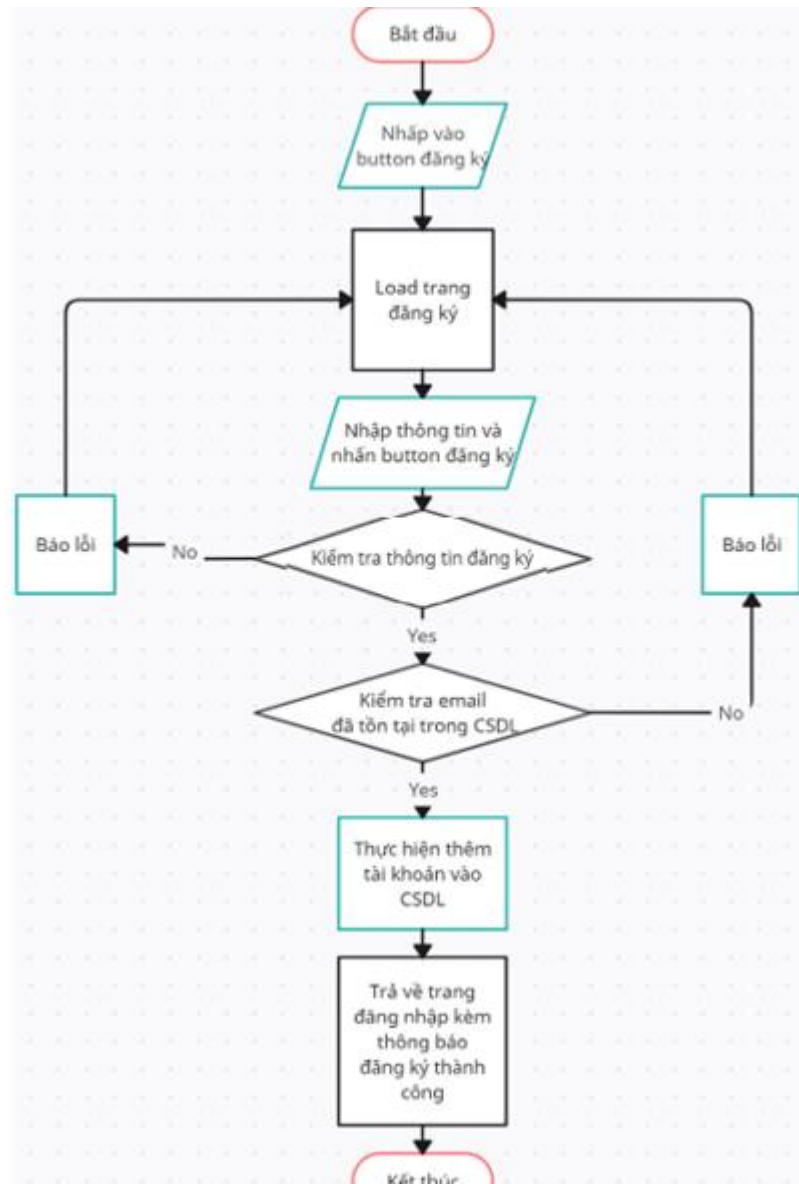 Bắt đầu
Nhấp vào
button đăng ký
Load trang
đăng ký
Nhập thông tin và
nhấn button đăng ký
Báo lỗi
No
Kiểm tra thông tin đăng ký
Báo lỗi
Yes
Kiểm tra email
đã tồn tại trong CSDL
No
Yes
Thực hiện thêm
tài khoản vào
CSDL
Trả về trang
đăng nhập kèm
thông báo
đăng ký thành
công
Kết thúc